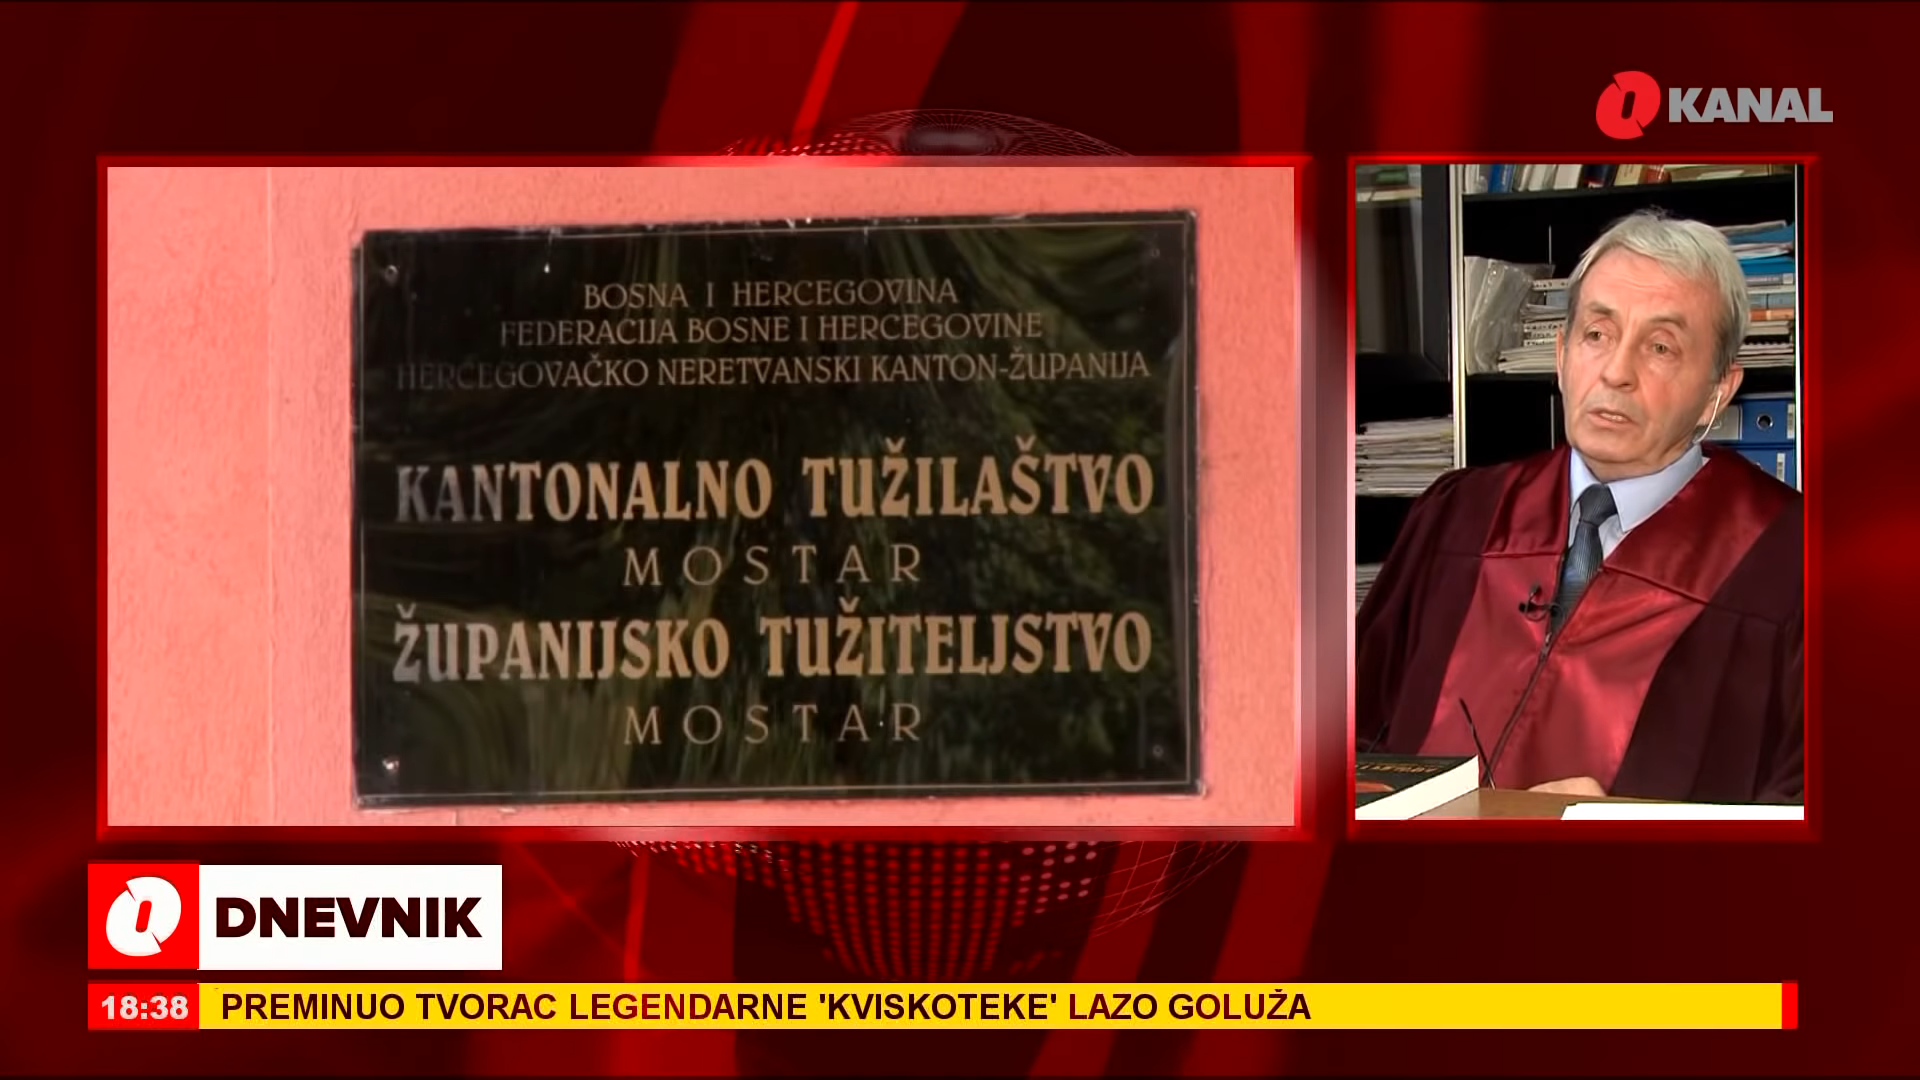 O KANAL
BOSNA I HERCEGOVINA
FEDERACIJA BOSNE I HERCEGOVINE
HERCEGOVAČKO NERETVANSKI KANTON-ŽUPANIJA
KANTONALNO TUŽILAŠTVO
MOSTAR
ŽUPANIJSKO TUŽITELJSTVO
MOSTAR
O DNEVNIK
18:38 PREMINUO TVORAC LEGENDARNE 'KVISKOTEKE' LAZO GOLUŽA